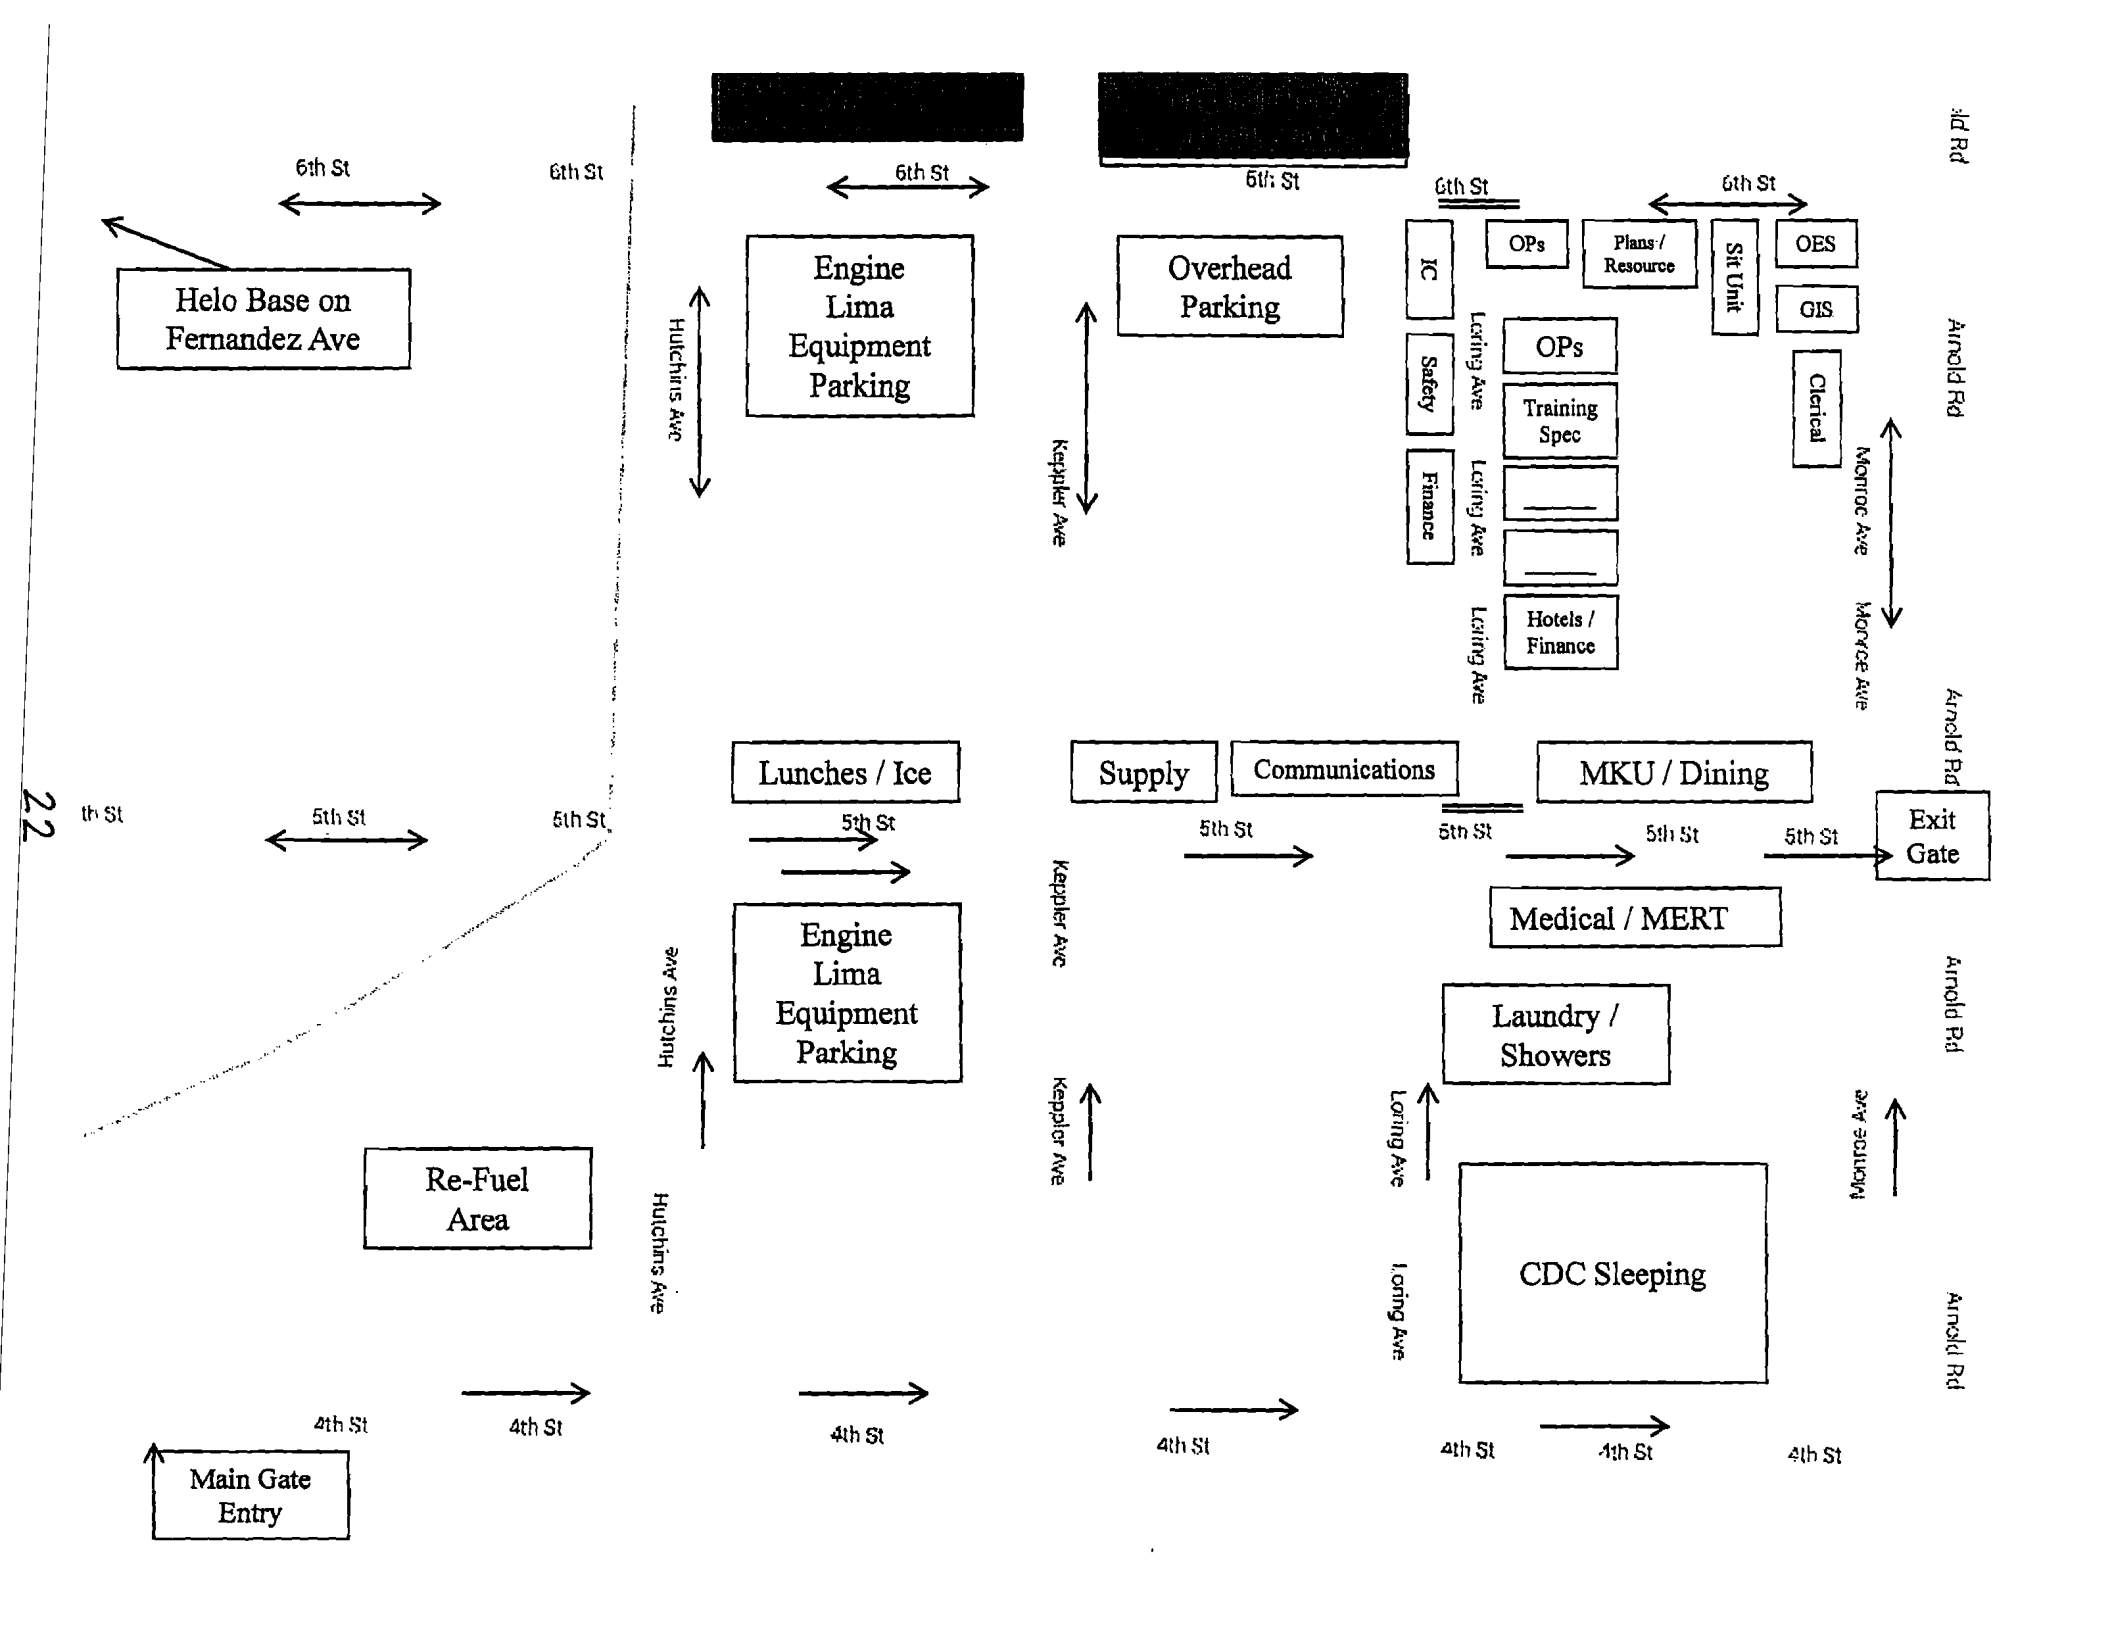 ld Rd
6th St
6th St
6th St
6th St
6th St
6th St
Helo Base on
Fernandez Ave
Engine
Lima
Equipment
Parking
Overhead
Parking
IC
OPs
Plans /
Resource
Sit Unit
OES
GIS
Hutchins Ave
Keppler Ave
Safety
Finance
Loring Ave
Loring Ave
Loring Ave
OPs
Training
Spec
Hotels /
Finance
Clerical
Monroe Ave
Monroe Ave
Arnold Rd
Arnold Rd
Lunches / Ice
Supply
Communications
MKU / Dining
Exit
Gate
22
th St
5th St
5th St
5th St
5th St
5th St
5th St
5th St
Medical / MERT
Engine
Lima
Equipment
Parking
Hutchins Ave
Keppler Ave
Laundry /
Showers
Arnold Rd
Re-Fuel
Area
Hutchins Ave
Keppler Ave
Loring Ave
Loring Ave
Monroe Ave
CDC Sleeping
Arnold Rd
4th St
4th St
4th St
4th St
4th St
4th St
4th St
Main Gate
Entry